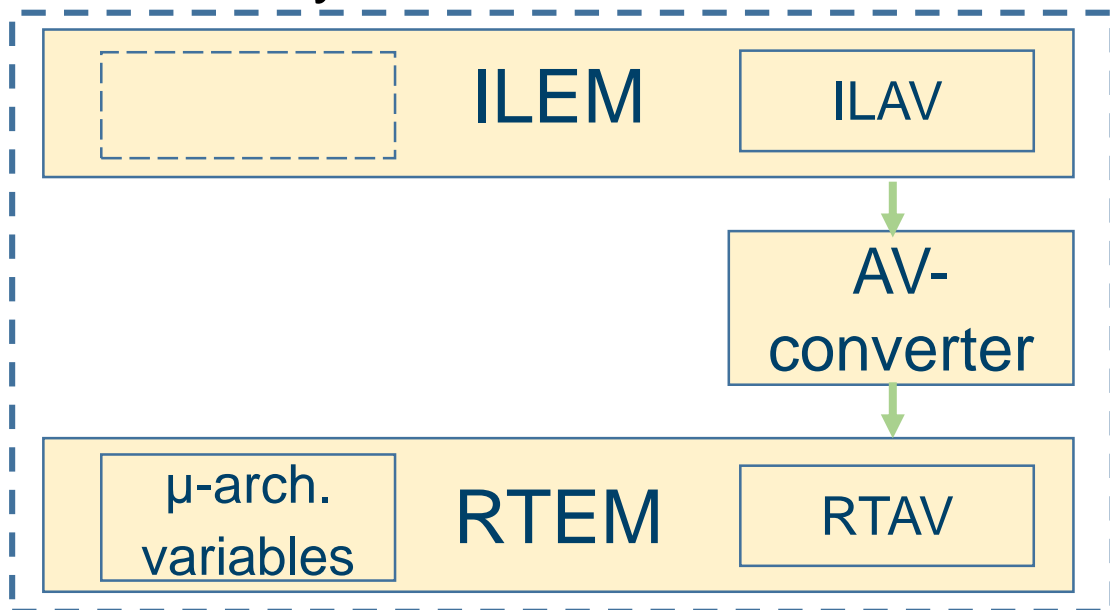 ILEM
ILAV
AV-
converter
µ-arch.
variables
RTEM
RTAV